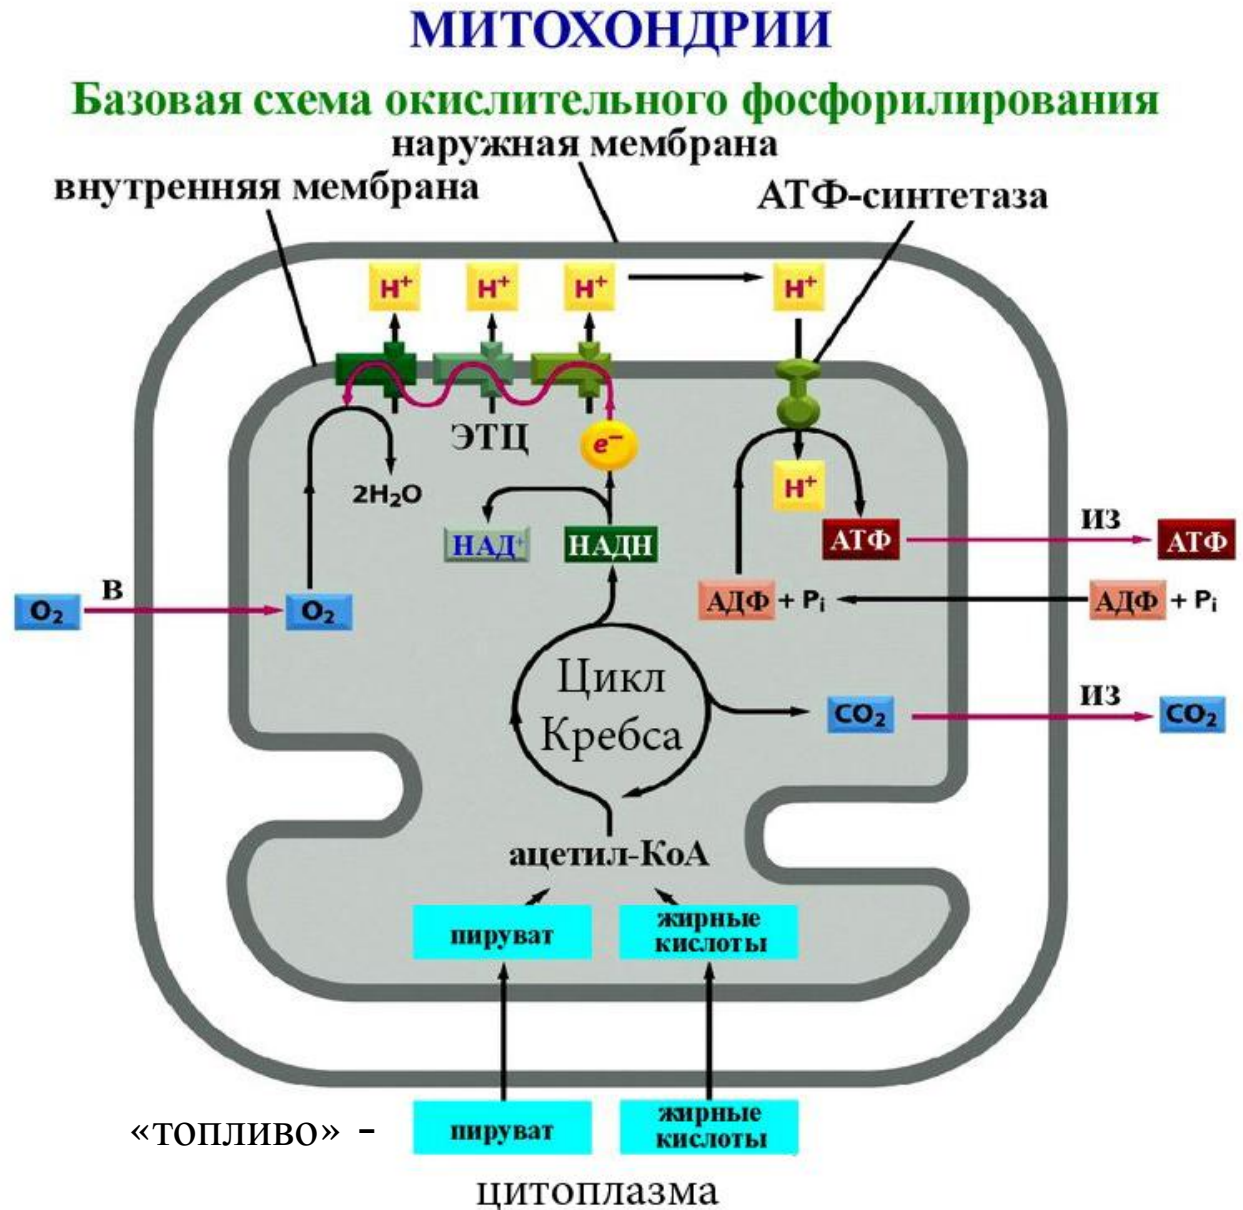 МИТОХОНДРИИ
Базовая схема окислительного фосфорилирования
наружная мембрана
внутренняя мембрана
АТФ-синтетаза
H⁺
H⁺
H⁺
H⁺
ЭТЦ
e⁻
2H₂O
H⁺
НАД⁺
НАДН
АТФ
из
АТФ
O₂
в
O₂
АДФ + Pᵢ
АДФ + Pᵢ
Цикл
Кребса
CO₂
из
CO₂
ацетил-КоА
пируват
жирные
кислоты
«топливо» -
пируват
жирные
кислоты
цитоплазма